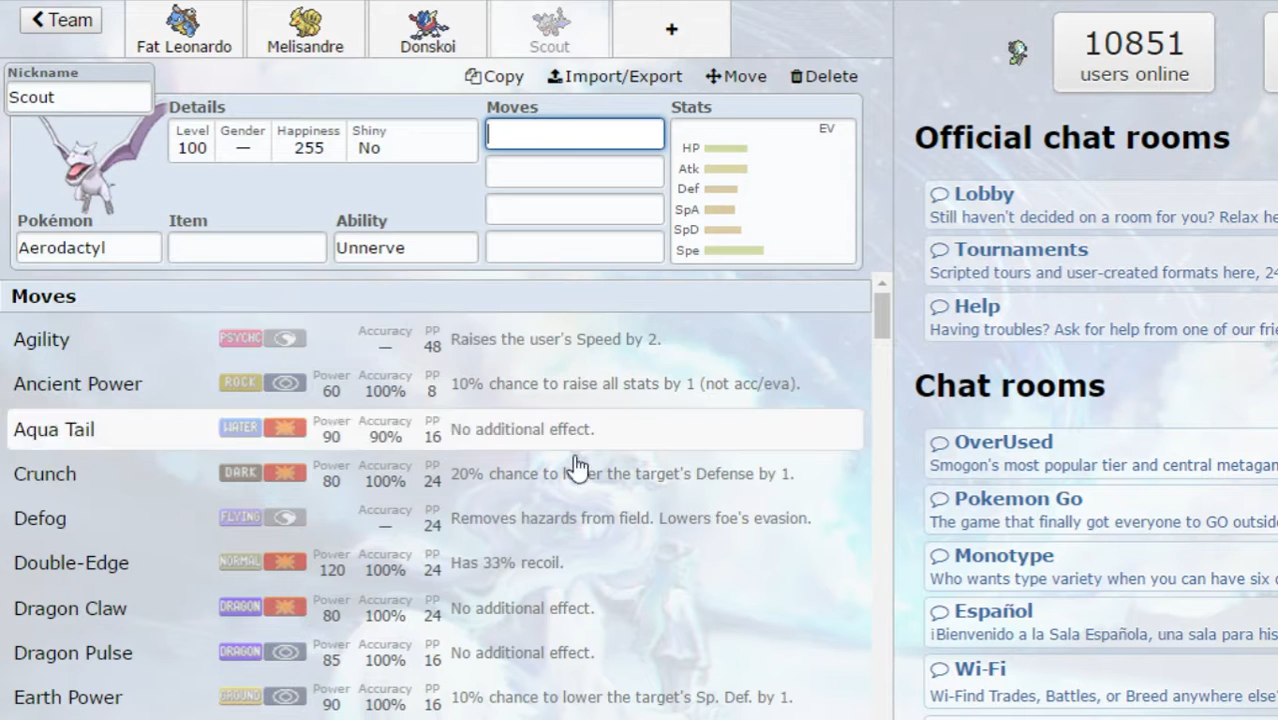 Team
Fat Leonardo
Melisandre
Donskoi
Scout
+
Nickname
Scout
Copy
Import/Export
Move
Delete
Details
Level
100
Gender
—
Happiness
255
Shiny
No
Pokémon
Aerodactyl
Item
Ability
Unnerve
Moves
Stats
EV
HP
Atk
Def
SpA
SpD
Spe
Moves
Agility PSYCHC Accuracy — PP 48 Raises the user's Speed by 2.
Ancient Power ROCK Power 60 Accuracy 100% PP 8 10% chance to raise all stats by 1 (not acc/eva).
Aqua Tail WATER Power 90 Accuracy 90% PP 16 No additional effect.
Crunch DARK Power 80 Accuracy 100% PP 24 20% chance to the target's Defense by 1.
Defog FLYING Accuracy — PP 24 Removes hazards from field. Lowers foe's evasion.
Double-Edge NORMAL Power 120 Accuracy 100% PP 24 Has 33% recoil.
Dragon Claw DRAGON Power 80 Accuracy 100% PP 24 No additional effect.
Dragon Pulse DRAGON Power 85 Accuracy 100% PP 16 No additional effect.
Earth Power GROUND Power 90 Accuracy 100% PP 16 10% chance to lower the target's Sp. Def. by 1.
10851
users online
Official chat rooms
Lobby
Still haven't decided on a room for you? Relax he
Tournaments
Scripted tours and user-created formats here, 24
Help
Having troubles? Ask for help from one of our frie
Chat rooms
OverUsed
Smogon's most popular tier and central metagam
Pokemon Go
The game that finally got everyone to GO outsid
Monotype
Who wants type variety when you can have six d
Español
¡Bienvenido a la Sala Española, una sala para his
Wi-Fi
Wi-Find Trades, Battles, or Breed anywhere else